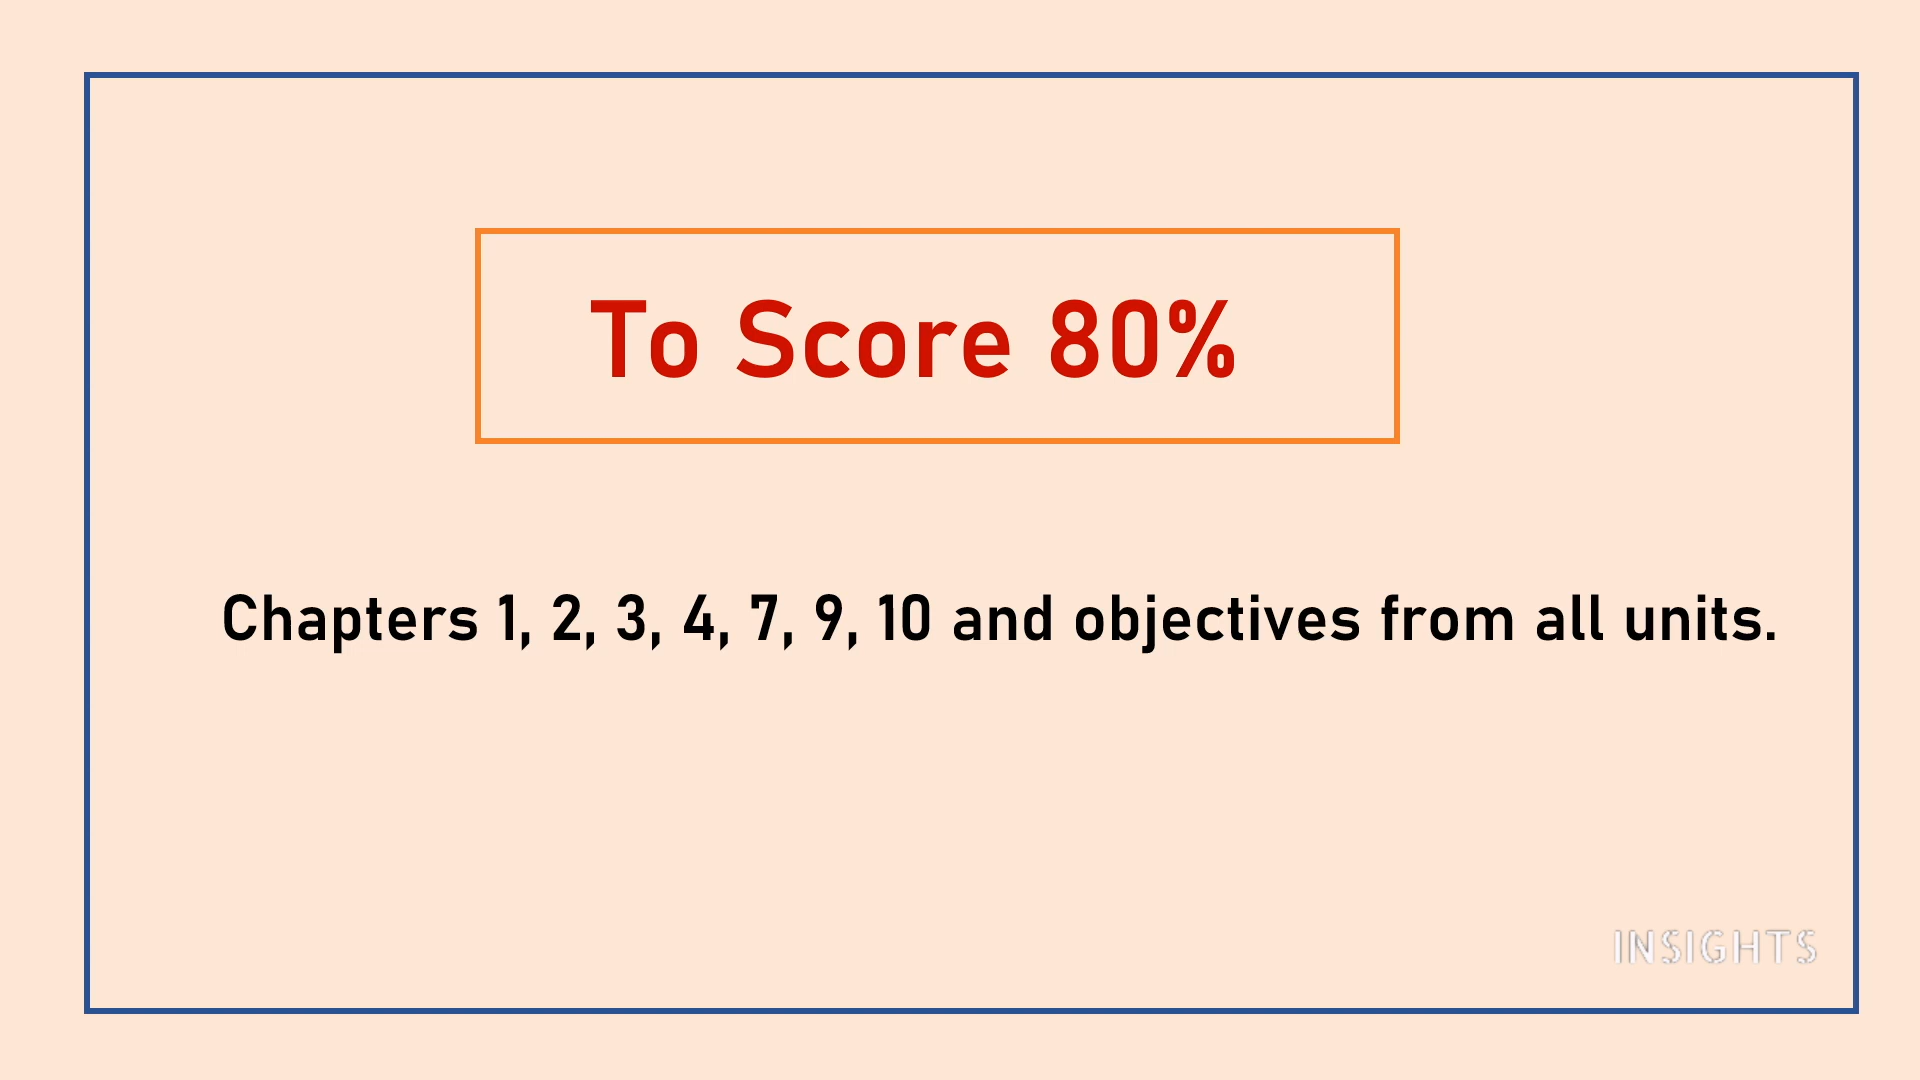 To Score 80%
Chapters 1, 2, 3, 4, 7, 9, 10 and objectives from all units.
INSIGHTS